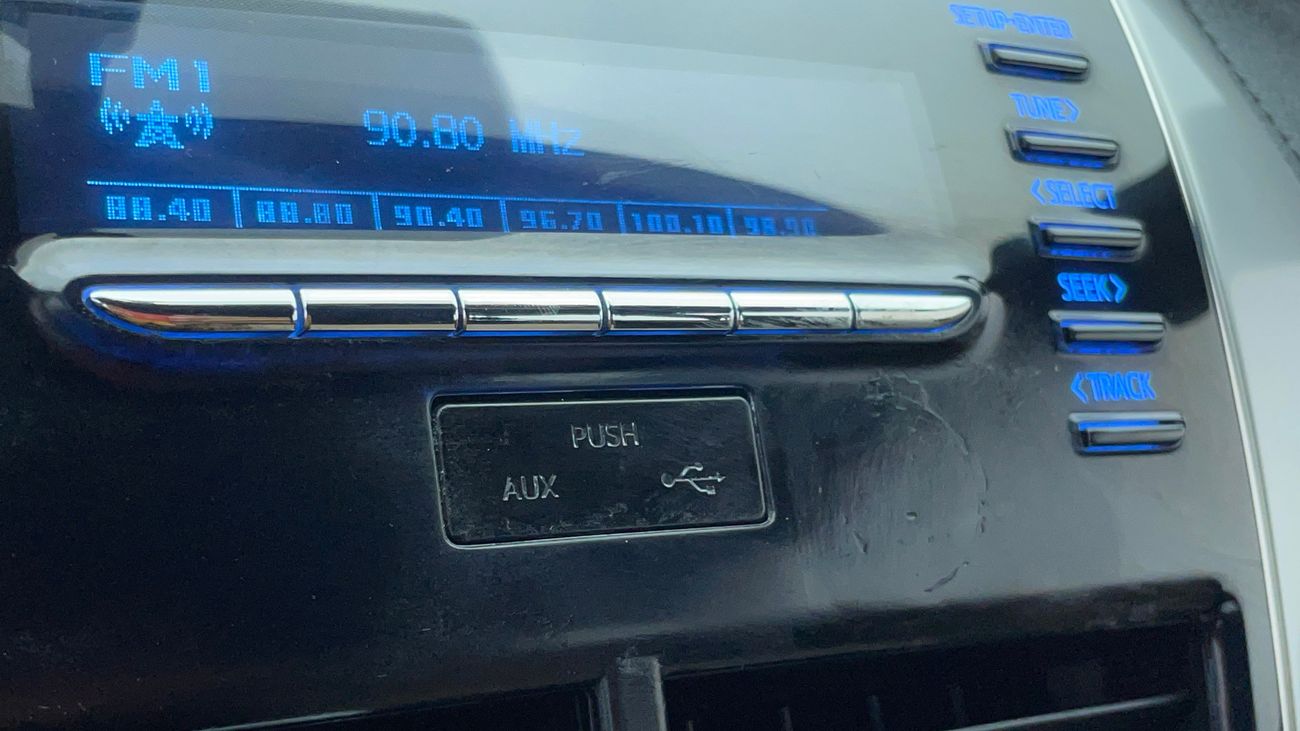 FM1
90.80 MHz
88.40 88.80 90.40 96.70 100.10 98.90
SETUP•ENTER
TUNE>
<SELECT
SEEK>
<TRACK
PUSH
AUX